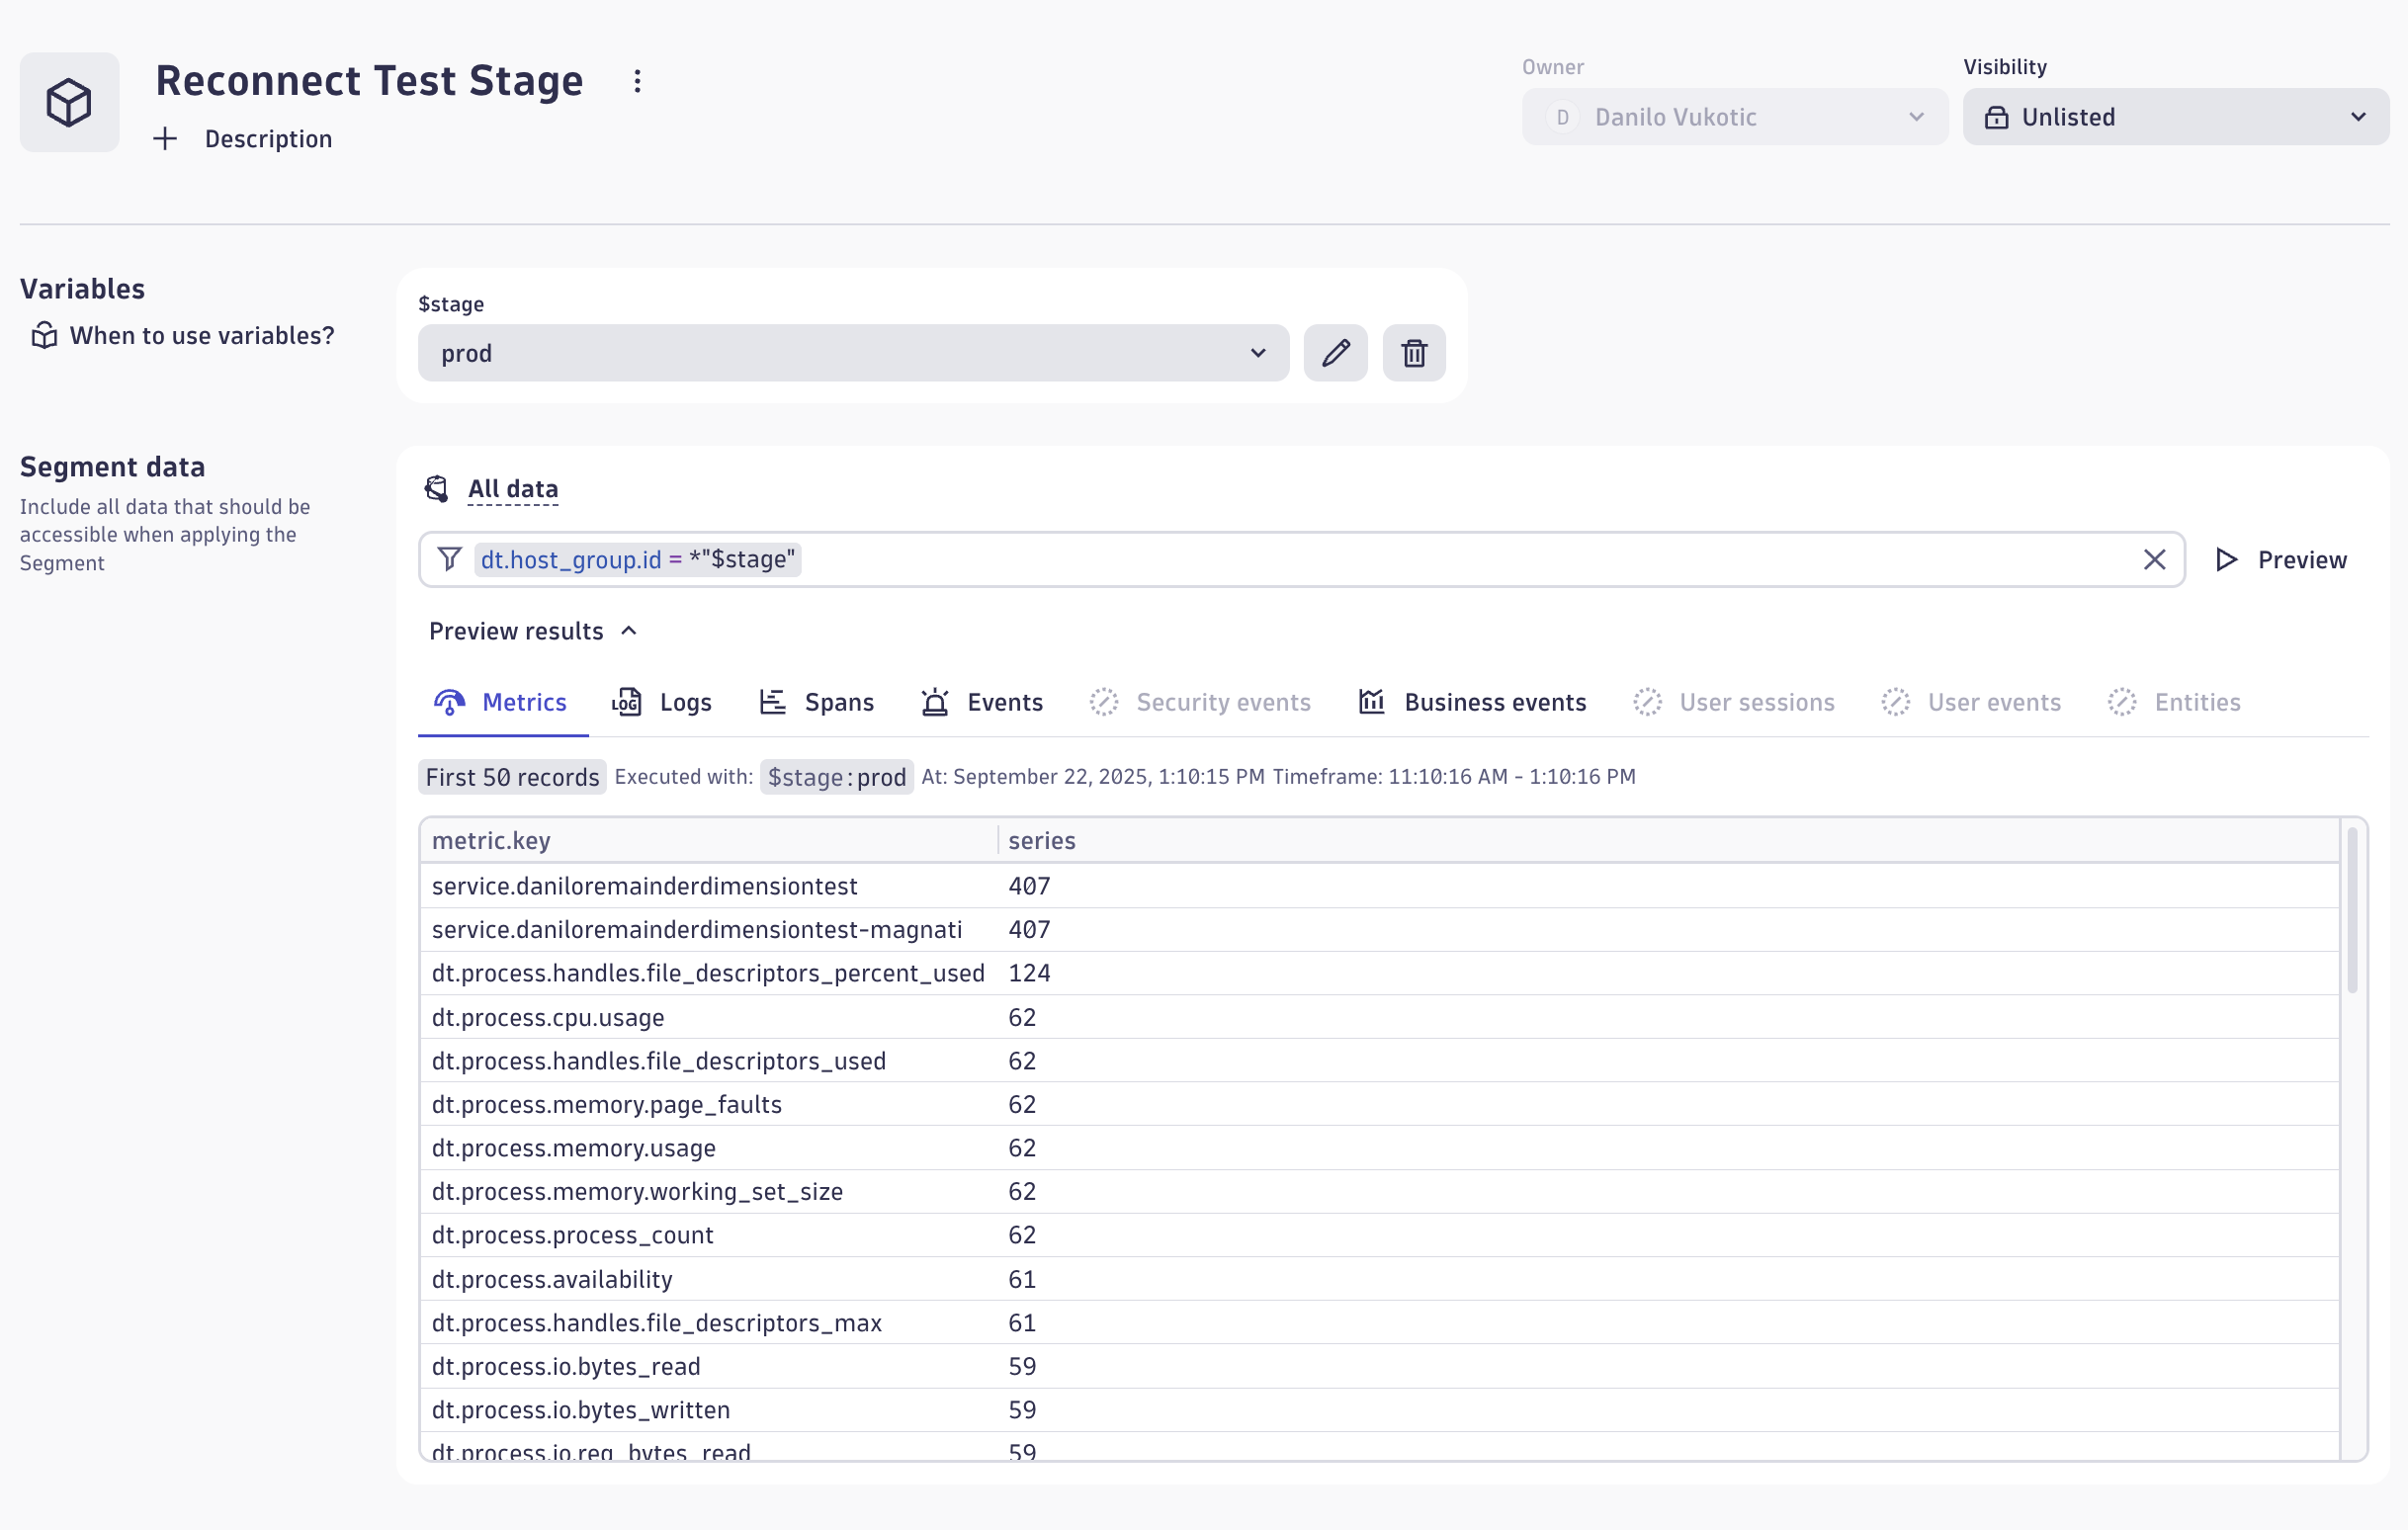 Reconnect Test Stage
Description
Owner
D Danilo Vukotic
Visibility
Unlisted
Variables
When to use variables?
$stage
prod
Segment data
Include all data that should be
accessible when applying the
Segment
All data
dt.host_group.id = *"$stage"
Preview
Preview results
Metrics LOG Logs Spans Events Security events Business events User sessions User events Entities
First 50 records Executed with: $stage:prod At: September 22, 2025, 1:10:15 PM Timeframe: 11:10:16 AM - 1:10:16 PM
metric.key series
service.daniloremainderdimensiontest 407
service.daniloremainderdimensiontest-magnati 407
dt.process.handles.file_descriptors_percent_used 124
dt.process.cpu.usage 62
dt.process.handles.file_descriptors_used 62
dt.process.memory.page_faults 62
dt.process.memory.usage 62
dt.process.memory.working_set_size 62
dt.process.process_count 62
dt.process.availability 61
dt.process.handles.file_descriptors_max 61
dt.process.io.bytes_read 59
dt.process.io.bytes_written 59
dt.process.io.req_bytes_read 59